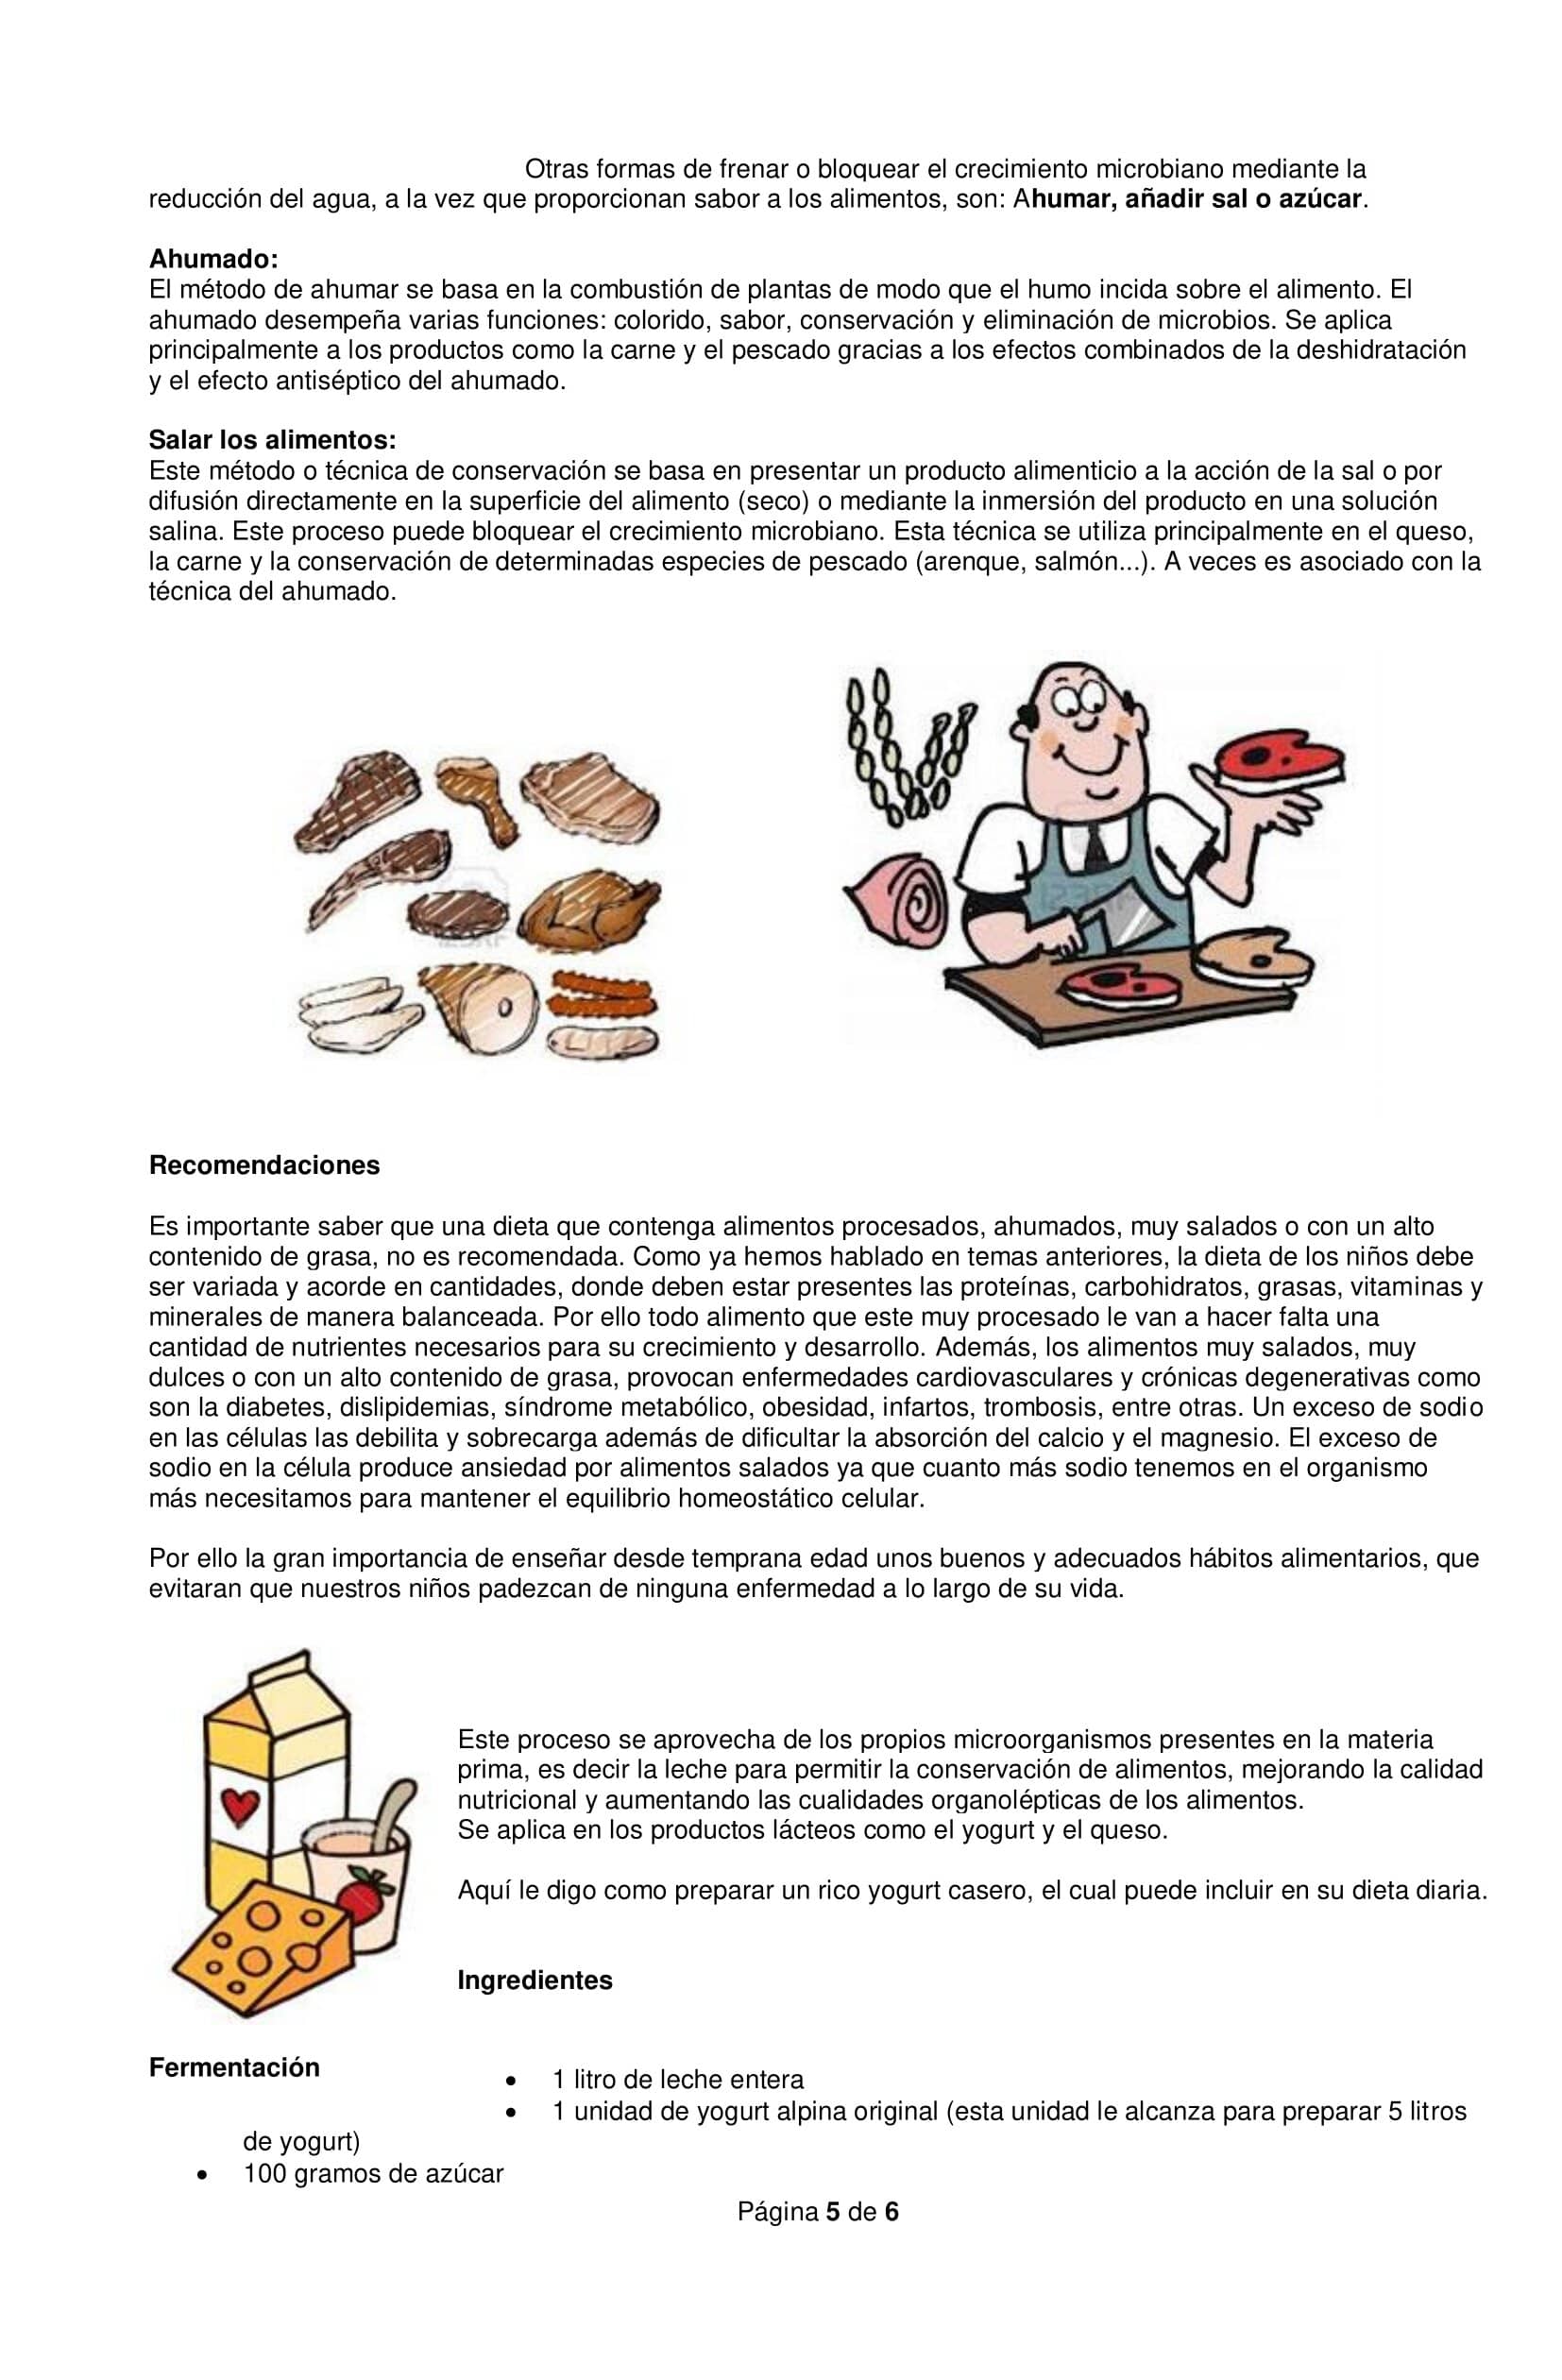 Otras formas de frenar o bloquear el crecimiento microbiano mediante la
reducción del agua, a la vez que proporcionan sabor a los alimentos, son: Ahumar, añadir sal o azúcar.
Ahumado:
El método de ahumar se basa en la combustión de plantas de modo que el humo incida sobre el alimento. El
ahumado desempeña varias funciones: colorido, sabor, conservación y eliminación de microbios. Se aplica
principalmente a los productos como la carne y el pescado gracias a los efectos combinados de la deshidratación
y el efecto antiséptico del ahumado.
Salar los alimentos:
Este método o técnica de conservación se basa en presentar un producto alimenticio a la acción de la sal o por
difusión directamente en la superficie del alimento (seco) o mediante la inmersión del producto en una solución
salina. Este proceso puede bloquear el crecimiento microbiano. Esta técnica se utiliza principalmente en el queso,
la carne y la conservación de determinadas especies de pescado (arenque, salmón...). A veces es asociado con la
técnica del ahumado.
Recomendaciones
Es importante saber que una dieta que contenga alimentos procesados, ahumados, muy salados o con un alto
contenido de grasa, no es recomendada. Como ya hemos hablado en temas anteriores, la dieta de los niños debe
ser variada y acorde en cantidades, donde deben estar presentes las proteínas, carbohidratos, grasas, vitaminas y
minerales de manera balanceada. Por ello todo alimento que este muy procesado le van a hacer falta una
cantidad de nutrientes necesarios para su crecimiento y desarrollo. Además, los alimentos muy salados, muy
dulces o con un alto contenido de grasa, provocan enfermedades cardiovasculares y crónicas degenerativas como
son la diabetes, dislipidemias, síndrome metabólico, obesidad, infartos, trombosis, entre otras. Un exceso de sodio
en las células las debilita y sobrecarga además de dificultar la absorción del calcio y el magnesio. El exceso de
sodio en la célula produce ansiedad por alimentos salados ya que cuanto más sodio tenemos en el organismo
más necesitamos para mantener el equilibrio homeostático celular.
Por ello la gran importancia de enseñar desde temprana edad unos buenos y adecuados hábitos alimentarios, que
evitaran que nuestros niños padezcan de ninguna enfermedad a lo largo de su vida.
Este proceso se aprovecha de los propios microorganismos presentes en la materia
prima, es decir la leche para permitir la conservación de alimentos, mejorando la calidad
nutricional y aumentando las cualidades organolépticas de los alimentos.
Se aplica en los productos lácteos como el yogurt y el queso.
Aquí le digo como preparar un rico yogurt casero, el cual puede incluir en su dieta diaria.
Ingredientes
Fermentación
• 1 litro de leche entera
• 1 unidad de yogurt alpina original (esta unidad le alcanza para preparar 5 litros
de yogurt)
• 100 gramos de azúcar
Página 5 de 6